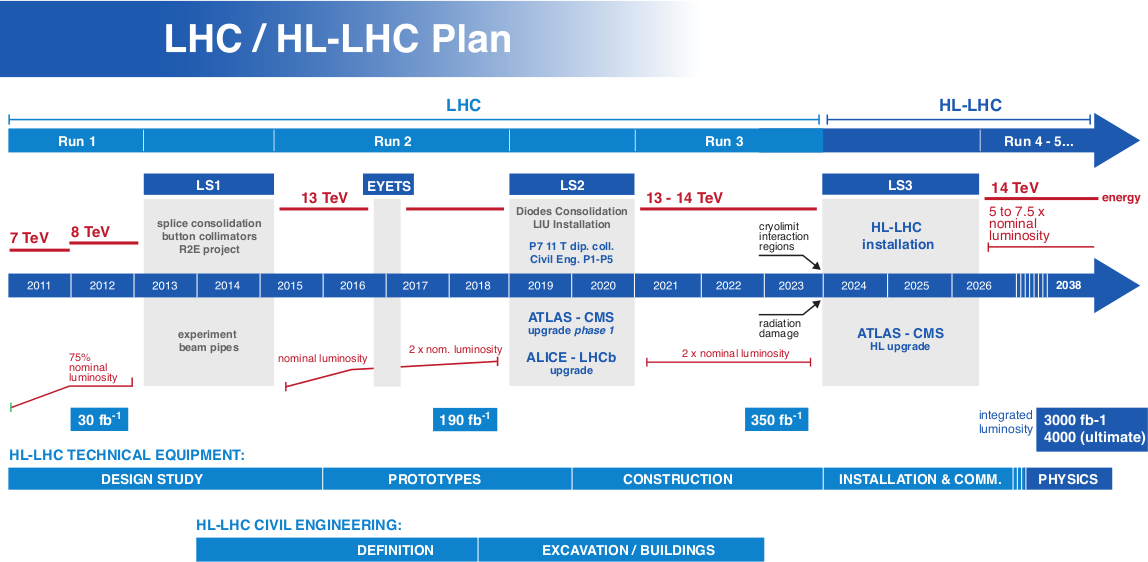 LHC / HL-LHC Plan
LHC
HL-LHC
Run 1
Run 2
Run 3
Run 4 - 5...
LS1
EYETS
LS2
LS3
13 TeV
13 - 14 TeV
14 TeV
energy
7 TeV
8 TeV
splice consolidation
button collimators
R2E project
Diodes Consolidation
LIU Installation
P7 11 T dip. coll.
Civil Eng. P1-P5
cryolimit
interaction
regions
HL-LHC
installation
5 to 7.5 x
nominal
luminosity
2011
2012
2013
2014
2015
2016
2017
2018
2019
2020
2021
2022
2023
2024
2025
2026
2038
experiment
beam pipes
ATLAS - CMS
upgrade phase 1
ALICE - LHCb
upgrade
radiation
damage
ATLAS - CMS
HL upgrade
75%
nominal
luminosity
nominal luminosity
2 x nom. luminosity
2 x nominal luminosity
30 fb-1
190 fb-1
350 fb-1
integrated
luminosity
3000 fb-1
4000 (ultimate)
HL-LHC TECHNICAL EQUIPMENT:
DESIGN STUDY
PROTOTYPES
CONSTRUCTION
INSTALLATION & COMM.
PHYSICS
HL-LHC CIVIL ENGINEERING:
DEFINITION
EXCAVATION / BUILDINGS